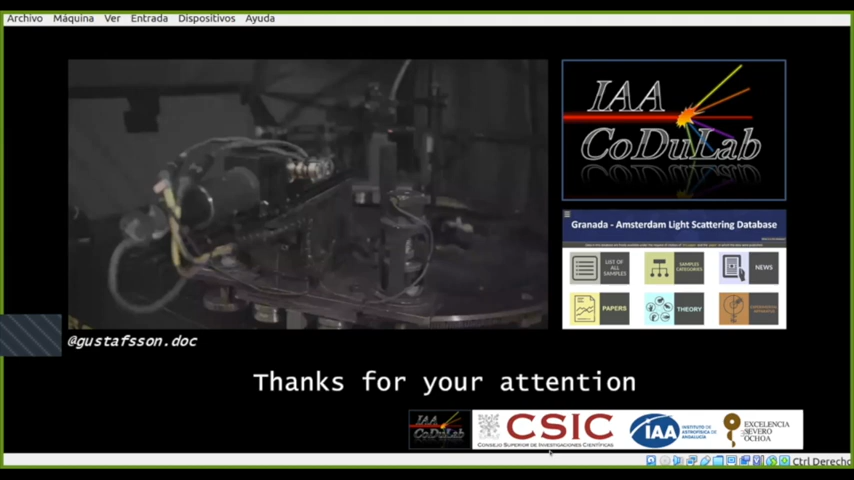 Archivo Máquina Ver Entrada Dispositivos Ayuda
IAA
CoDuLab
Granada - Amsterdam Light Scattering Database
LIST OF
ALL
SAMPLES
SAMPLES
CATEGORIES
NEWS
PAPERS
THEORY
@gustafsson.doc
Thanks for your attention
IAA
CoDuLab
CSIC
CONSEJO SUPERIOR DE INVESTIGACIONES CIENTÍFICAS
IAA
INSTITUTO DE
ASTROFÍSICA DE
ANDALUCÍA
EXCELENCIA
SEVERO
OCHOA
Ctrl Derecho